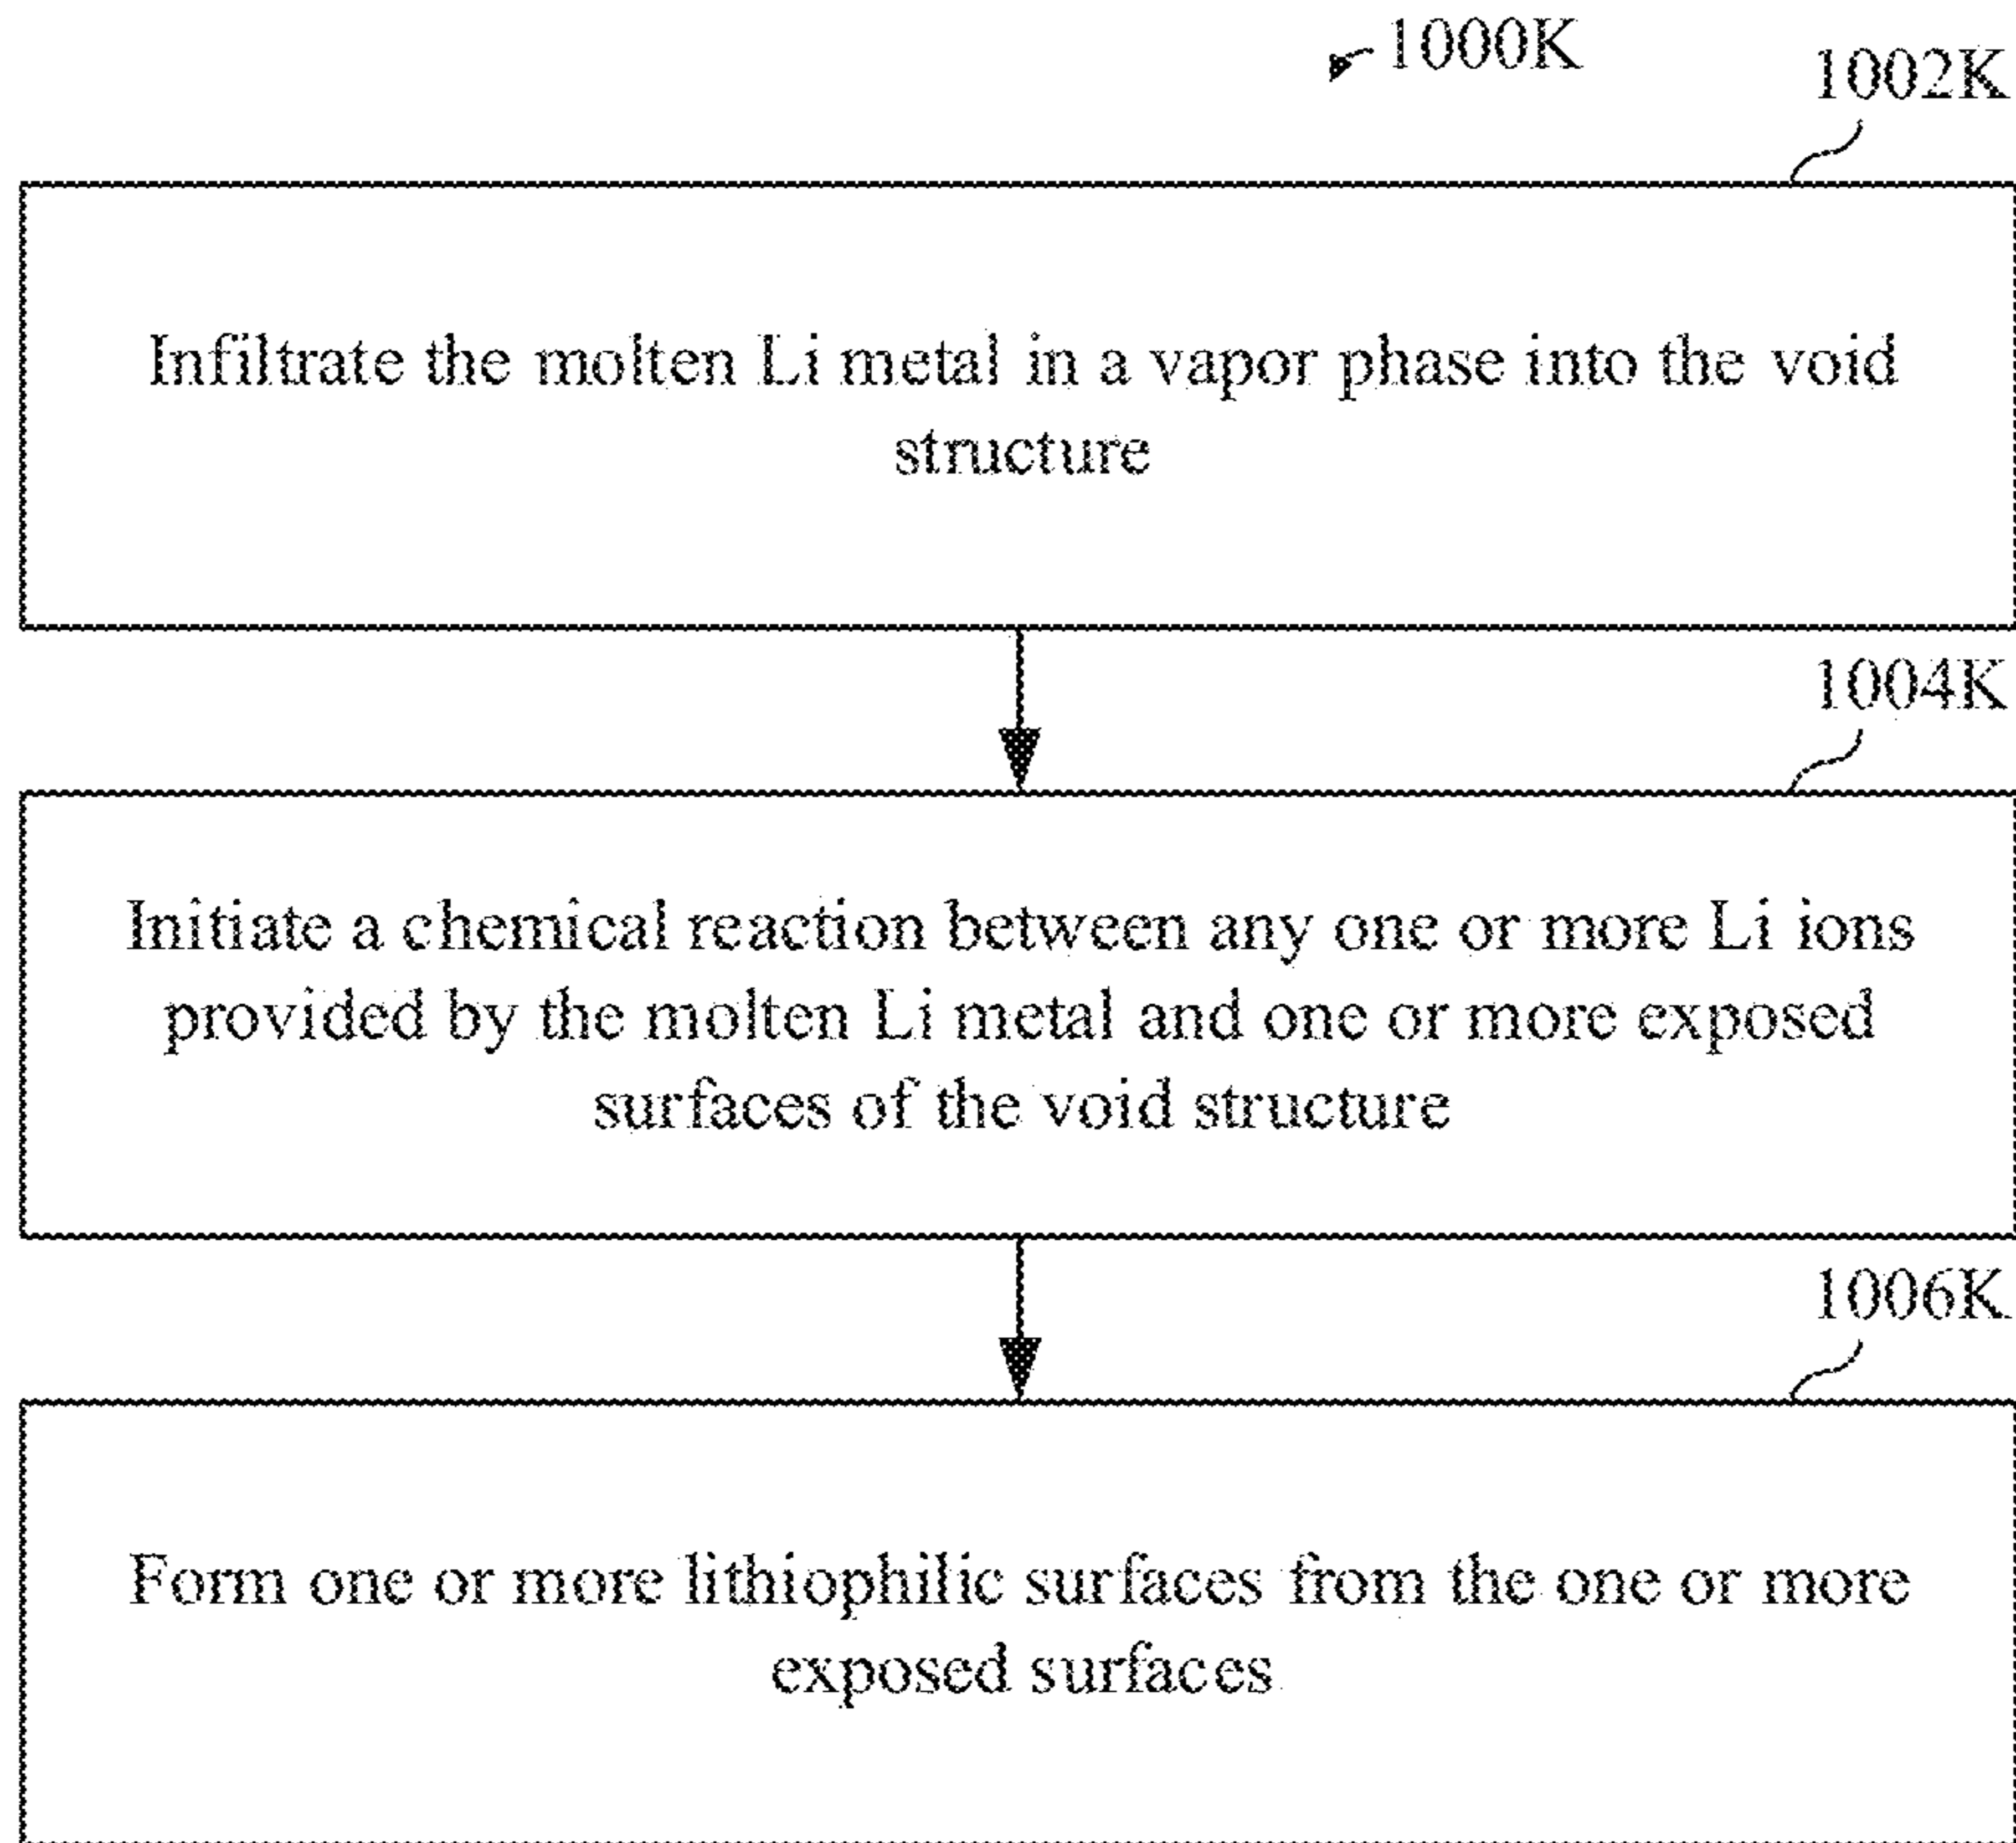 1000K
1002K
Infiltrate the molten Li metal in a vapor phase into the void
structure
1004K
Initiate a chemical reaction between any one or more Li ions
provided by the molten Li metal and one or more exposed
surfaces of the void structure
1006K
Form one or more lithiophilic surfaces from the one or more
exposed surfaces